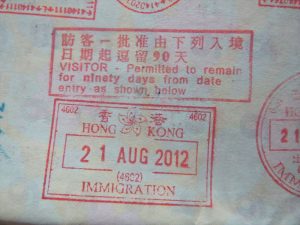 訪客－批准由下列入境
日期起逗留90天
VISITOR - Permitted to remain
for ninety days from date
entry as shown below
4602 香港 4602
HONG KONG
21 AUG 2012
(4602)
IMMIGRATION